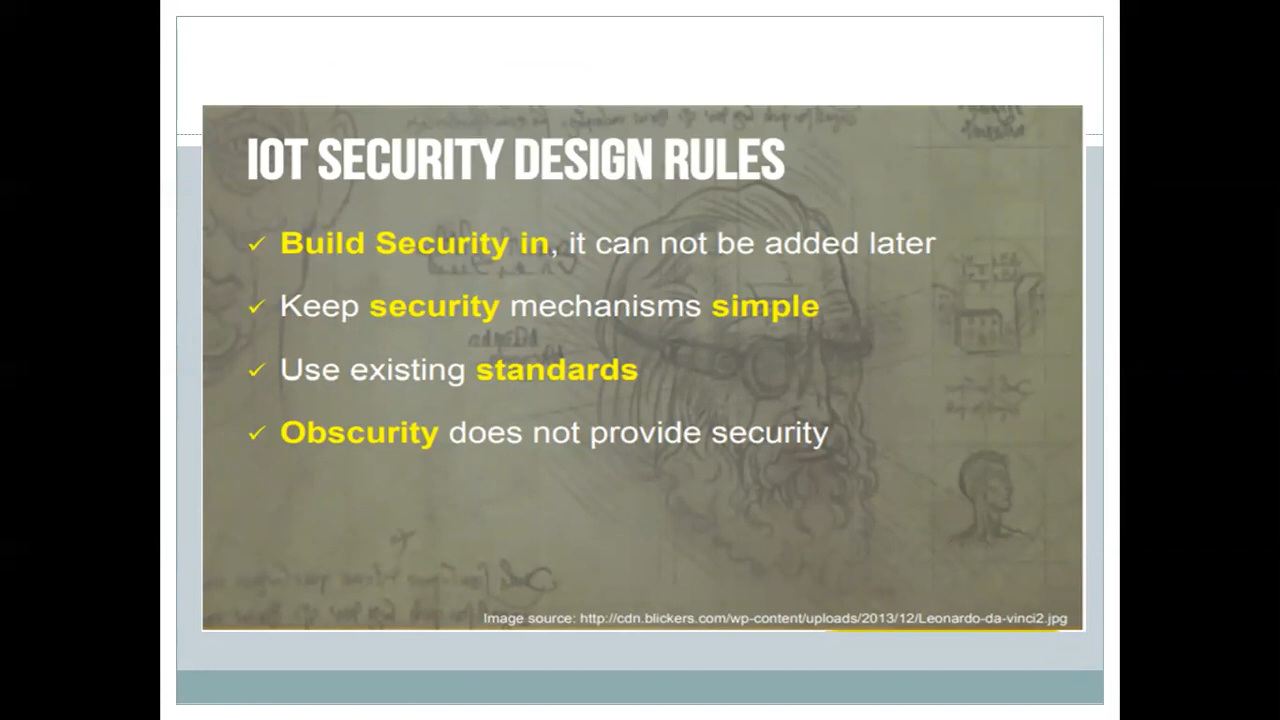 IOT SECURITY DESIGN RULES
✓ Build Security in, it can not be added later
✓ Keep security mechanisms simple
✓ Use existing standards
✓ Obscurity does not provide security
Image source: http://cdn.blickers.com/wp-content/uploads/2013/12/Leonardo-da-vinci2.jpg